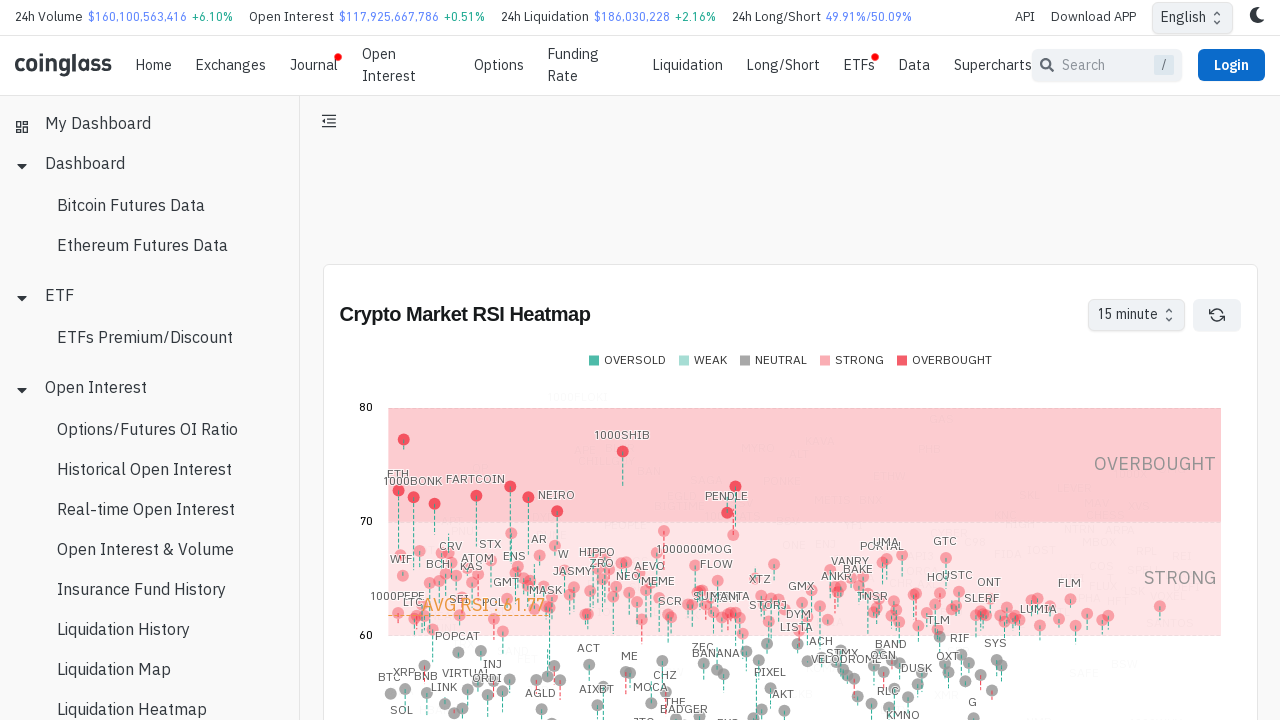 24h Volume $160,100,563,416 +6.10% Open Interest $117,925,667,786 +0.51% 24h Liquidation $186,030,228 +2.16% 24h Long/Short 49.91%/50.09% API Download APP English
coinglass Home Exchanges Journal Open Interest Options Funding Rate Liquidation Long/Short ETFs Data Supercharts Search / Login
My Dashboard
Dashboard
Bitcoin Futures Data
Ethereum Futures Data
ETF
ETFs Premium/Discount
Open Interest
Options/Futures OI Ratio
Historical Open Interest
Real-time Open Interest
Open Interest & Volume
Insurance Fund History
Liquidation History
Liquidation Map
Liquidation Heatmap
Crypto Market RSI Heatmap 15 minute
OVERSOLD WEAK NEUTRAL STRONG OVERBOUGHT
80
1000SHIB
OVERBOUGHT
ETH
1000BONK FARTCOIN
NEIRO PENDLE
70
CRV STX AR 1000000MOG PORTAL UMA GTC
WIF BCH ATOM KAS ENS W HIPPO ZRO AEVO FLOW VANRY BAKE
JASMY NEO MEME XTZ ANKR USTC STRONG
GMT MASK GMX ONT FLM
1000PEPE LTC SEI POL SCR SUI STORJ TNSR SLERF
AVG RSI : 61.77 DYM LUMIA
LISTA TLM
60
POPCAT ACH BAND RIF SYS
ACT ME ZEC BANANA VELODROME STMX OGN OXT
XRP BNB VIRTUAL INJ CHZ PIXEL DUSK
BTC LINK ORDI AGLD AIXBT MOCA AKT RLC
SOL THE BADGER KMNO G